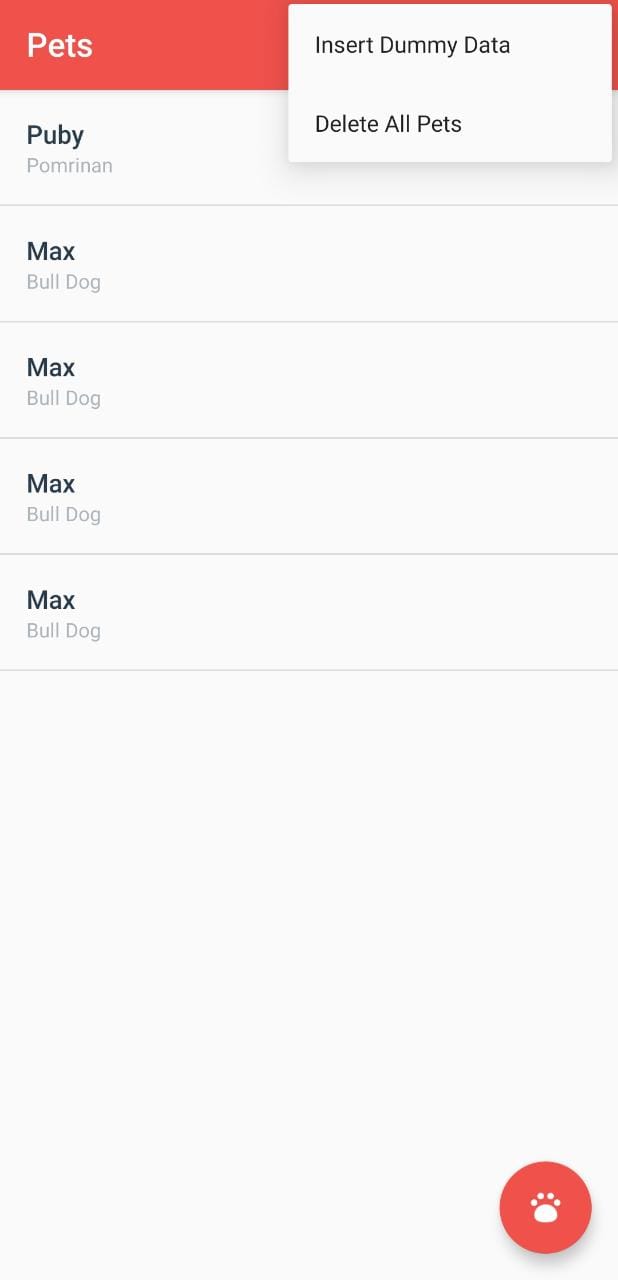 Pets
Insert Dummy Data
Delete All Pets
Puby
Pomrinan
Max
Bull Dog
Max
Bull Dog
Max
Bull Dog
Max
Bull Dog